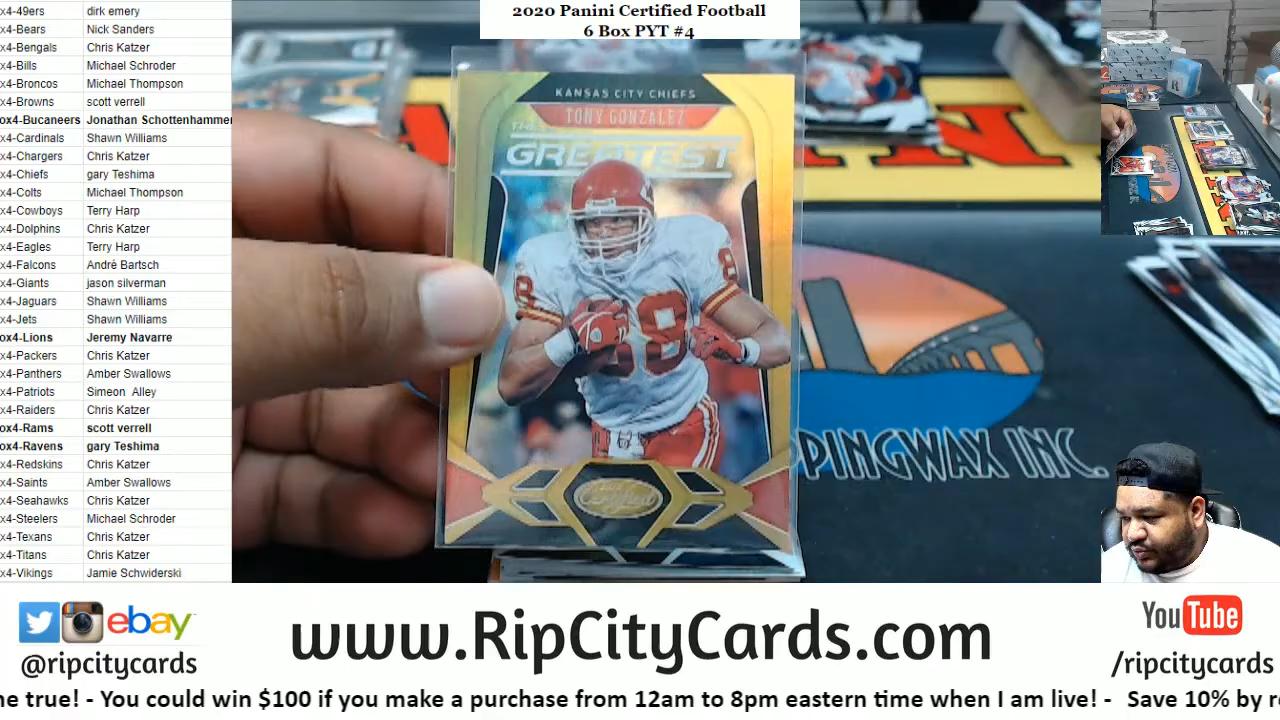 2020 Panini Certified Football
6 Box PYT #4
x4-49ers dirk emery
x4-Bears Nick Sanders
x4-Bengals Chris Katzer
x4-Bills Michael Schroder
x4-Broncos Michael Thompson
x4-Browns scott verrell
ox4-Bucaneers Jonathan Schottenhammer
x4-Cardinals Shawn Williams
x4-Chargers Chris Katzer
x4-Chiefs gary Teshima
x4-Colts Michael Thompson
x4-Cowboys Terry Harp
x4-Dolphins Chris Katzer
x4-Eagles Terry Harp
x4-Falcons André Bartsch
x4-Giants jason silverman
x4-Jaguars Shawn Williams
x4-Jets Shawn Williams
ox4-Lions Jeremy Navarre
x4-Packers Chris Katzer
x4-Panthers Amber Swallows
x4-Patriots Simeon Alley
x4-Raiders Chris Katzer
ox4-Rams scott verrell
ox4-Ravens gary Teshima
x4-Redskins Chris Katzer
x4-Saints Amber Swallows
x4-Seahawks Chris Katzer
x4-Steelers Michael Schroder
x4-Texans Chris Katzer
x4-Titans Chris Katzer
x4-Vikings Jamie Schwiderski
KANSAS CITY CHIEFS
TONY GONZALEZ
THE
GREATEST
88
8
8
Certified
PPINGWAX INC.
ebay
@ripcitycards
www.RipCityCards.com
YouTube
/ripcitycards
ne true! - You could win $100 if you make a purchase from 12am to 8pm eastern time when I am live! - Save 10% by re